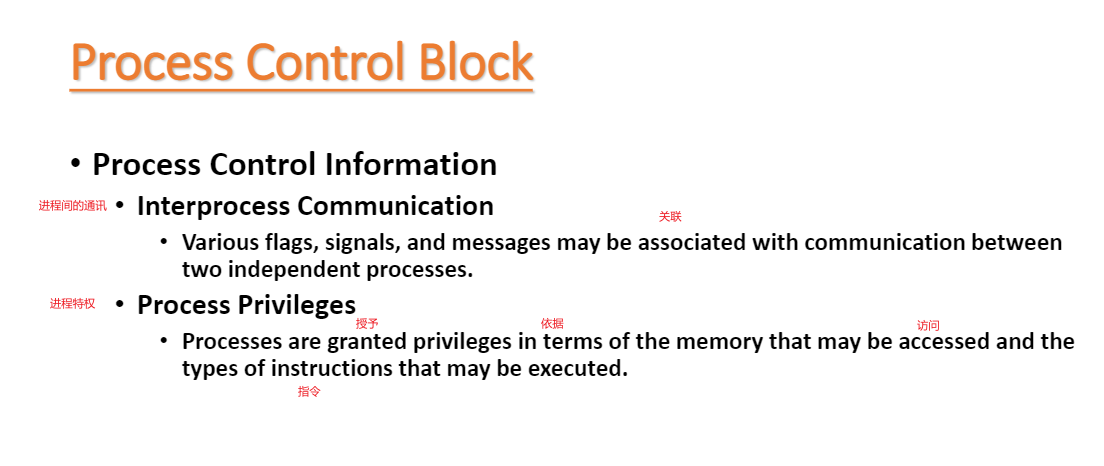 Process Control Block
• Process Control Information
进程间的通讯 • Interprocess Communication
关联
• Various flags, signals, and messages may be associated with communication between
two independent processes.
进程特权 • Process Privileges
授予 依据 访问
• Processes are granted privileges in terms of the memory that may be accessed and the
types of instructions that may be executed.
指令